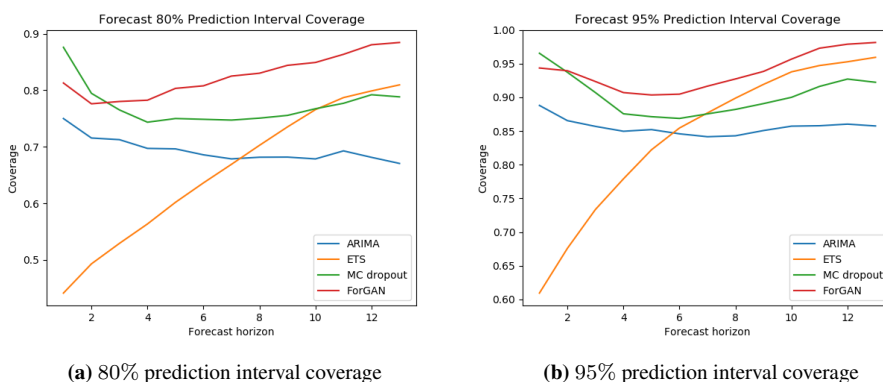 Forecast 80% Prediction Interval Coverage
0.9
0.8
0.7
0.6
0.5
Coverage
2 4 6 8 10 12
Forecast horizon
ARIMA
ETS
MC dropout
ForGAN
(a) 80% prediction interval coverage
Forecast 95% Prediction Interval Coverage
1.00
0.95
0.90
0.85
0.80
0.75
0.70
0.65
0.60
Coverage
2 4 6 8 10 12
Forecast horizon
ARIMA
ETS
MC dropout
ForGAN
(b) 95% prediction interval coverage